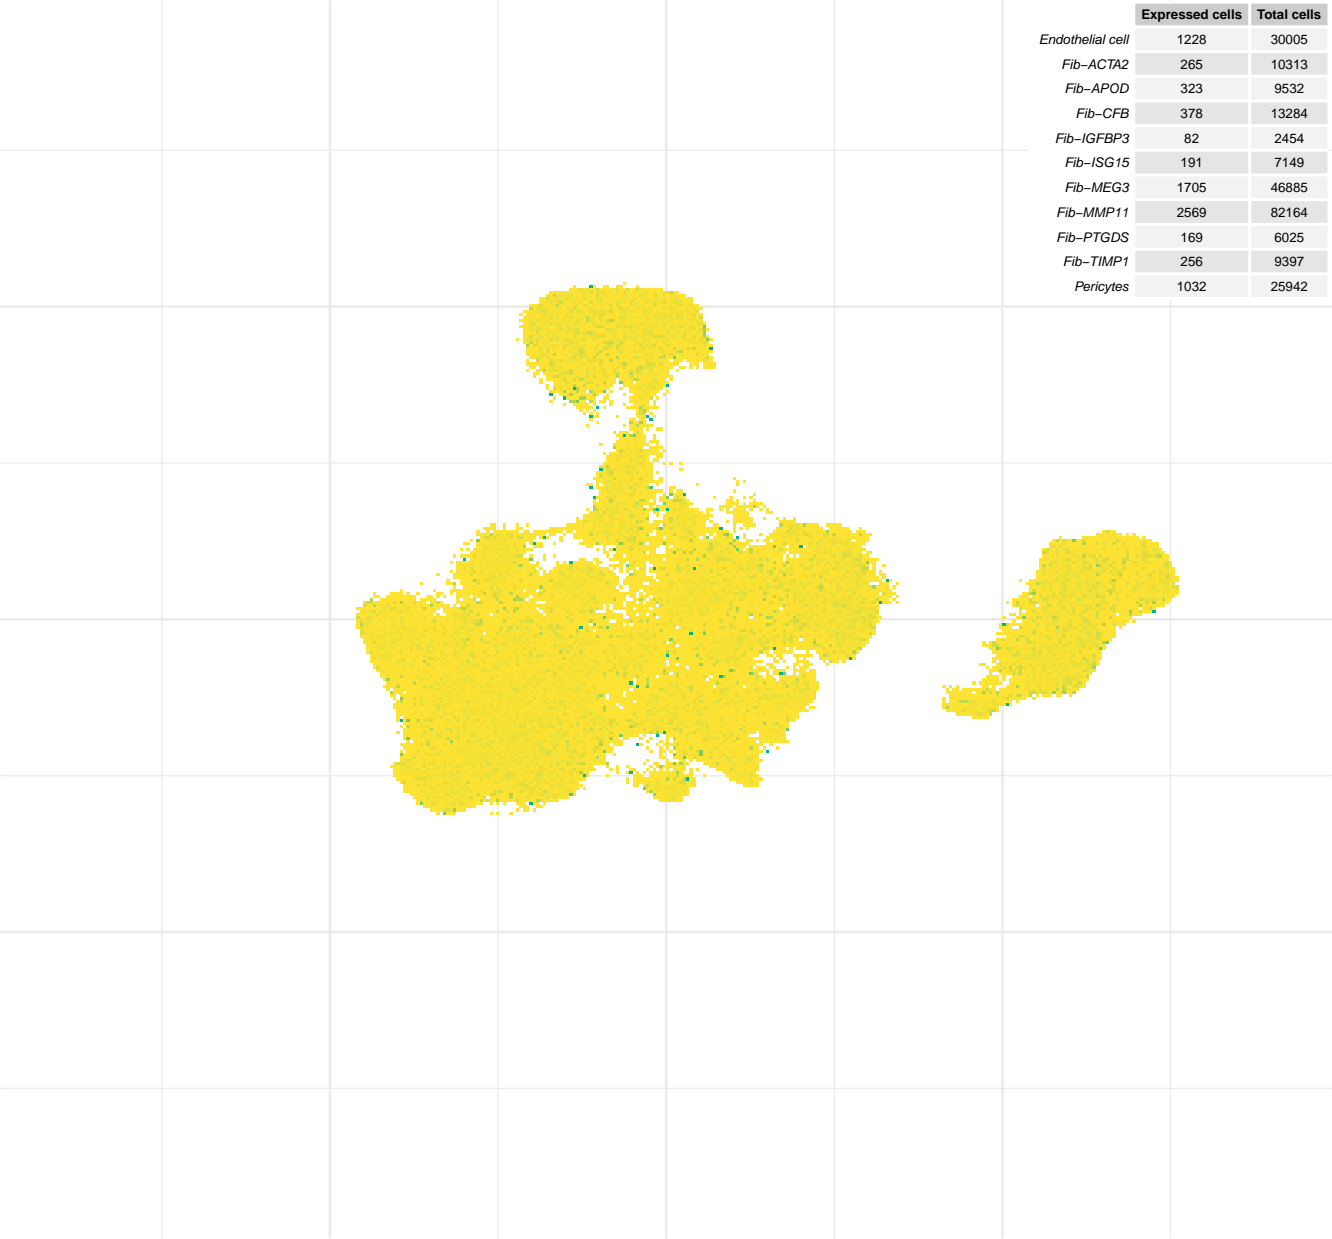 Expressed cells Total cells
Endothelial cell 1228 30005
Fib−ACTA2 265 10313
Fib−APOD 323 9532
Fib−CFB 378 13284
Fib−IGFBP3 82 2454
Fib−ISG15 191 7149
Fib−MEG3 1705 46885
Fib−MMP11 2569 82164
Fib−PTGDS 169 6025
Fib−TIMP1 256 9397
Pericytes 1032 25942